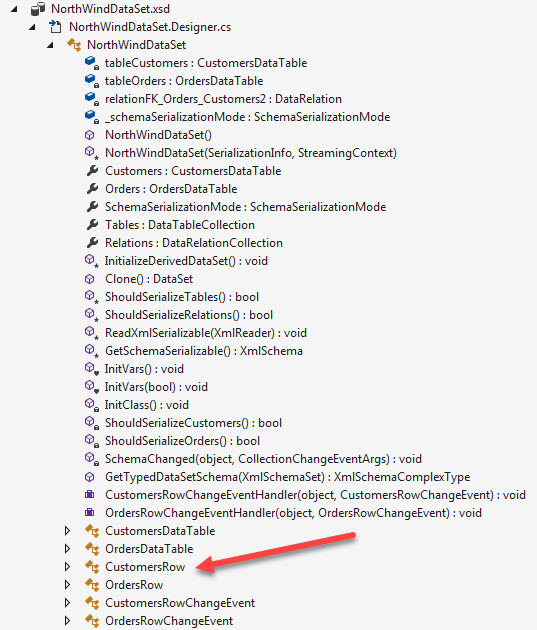 NorthWindDataSet.xsd
NorthWindDataSet.Designer.cs
NorthWindDataSet
tableCustomers : CustomersDataTable
tableOrders : OrdersDataTable
relationFK_Orders_Customers2 : DataRelation
_schemaSerializationMode : SchemaSerializationMode
NorthWindDataSet()
NorthWindDataSet(SerializationInfo, StreamingContext)
Customers : CustomersDataTable
Orders : OrdersDataTable
SchemaSerializationMode : SchemaSerializationMode
Tables : DataTableCollection
Relations : DataRelationCollection
InitializeDerivedDataSet() : void
Clone() : DataSet
ShouldSerializeTables() : bool
ShouldSerializeRelations() : bool
ReadXmlSerializable(XmlReader) : void
GetSchemaSerializable() : XmlSchema
InitVars() : void
InitVars(bool) : void
InitClass() : void
ShouldSerializeCustomers() : bool
ShouldSerializeOrders() : bool
SchemaChanged(object, CollectionChangeEventArgs) : void
GetTypedDataSetSchema(XmlSchemaSet) : XmlSchemaComplexType
CustomersRowChangeEventHandler(object, CustomersRowChangeEvent) : void
OrdersRowChangeEventHandler(object, OrdersRowChangeEvent) : void
CustomersDataTable
OrdersDataTable
CustomersRow
OrdersRow
CustomersRowChangeEvent
OrdersRowChangeEvent